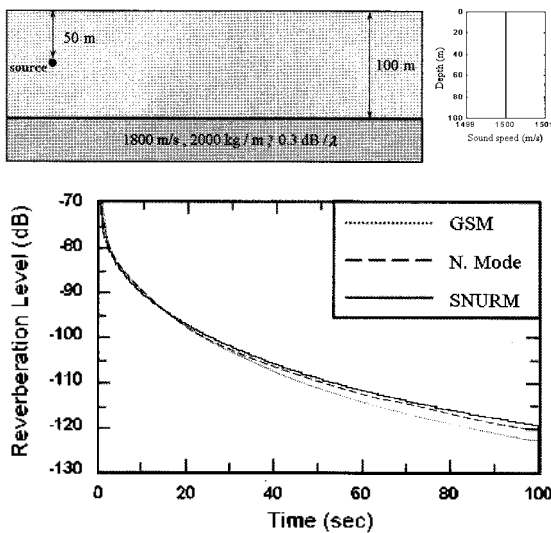 50 m
source
100 m
1800 m/s , 2000 kg / m³ , 0.3 dB / λ
0
20
40
60
80
100
Depth (m)
1499 1500 1501
Sound speed (m/s)
Reverberation Level (dB)
-70
-80
-90
-100
-110
-120
-130
GSM
N. Mode
SNURM
0 20 40 60 80 100
Time (sec)